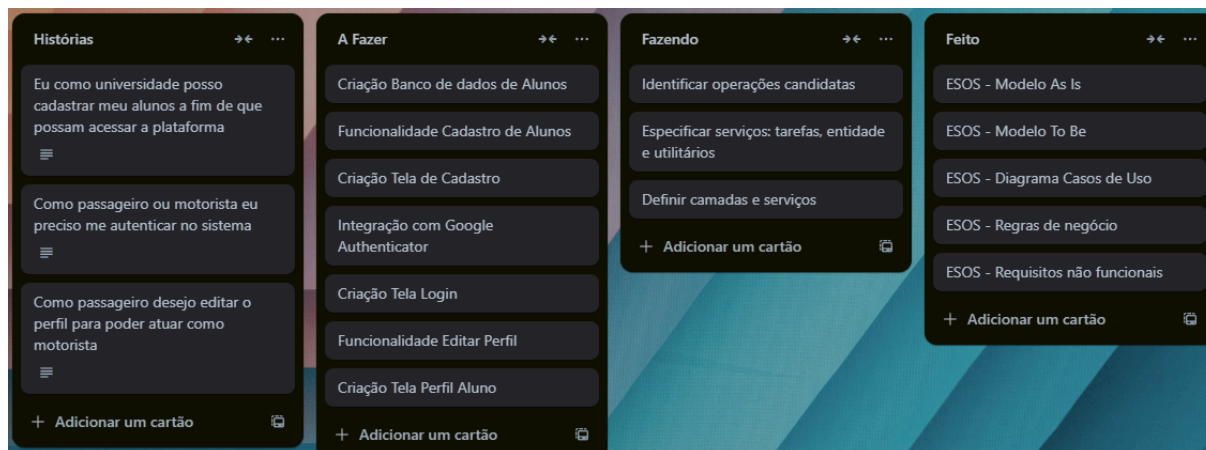 Histórias
Eu como universidade posso
cadastrar meu alunos a fim de que
possam acessar a plataforma
Como passageiro ou motorista eu
preciso me autenticar no sistema
Como passageiro desejo editar o
perfil para poder atuar como
motorista
+ Adicionar um cartão
A Fazer
Criação Banco de dados de Alunos
Funcionalidade Cadastro de Alunos
Criação Tela de Cadastro
Integração com Google
Authenticator
Criação Tela Login
Funcionalidade Editar Perfil
Criação Tela Perfil Aluno
+ Adicionar um cartão
Fazendo
Identificar operações candidatas
Especificar serviços: tarefas, entidade
e utilitários
Definir camadas e serviços
+ Adicionar um cartão
Feito
ESOS - Modelo As Is
ESOS - Modelo To Be
ESOS - Diagrama Casos de Uso
ESOS - Regras de negócio
ESOS - Requisitos não funcionais
+ Adicionar um cartão